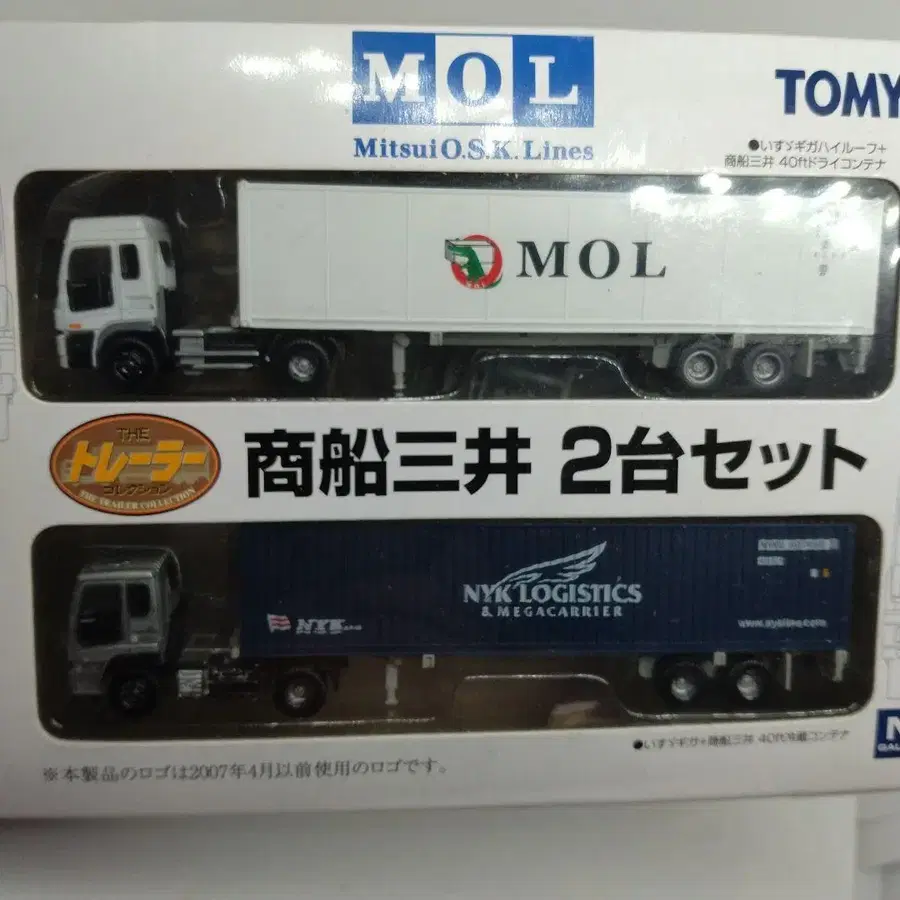 MOL
Mitsui O.S.K. Lines
TOMY
●いすゞギガハイルーフ+
商船三井 40ftドライコンテナ
MOL
THE
トレーラー
コレクション
THE TRAILER COLLECTION
商船三井 2台セット
NYK LOGISTICS
& MEGACARRIER
NYK
www.nykline.com
●いすゞギガ+商船三井 40ft冷蔵コンテナ
※本製品のロゴは2007年4月以前使用のロゴです。
N